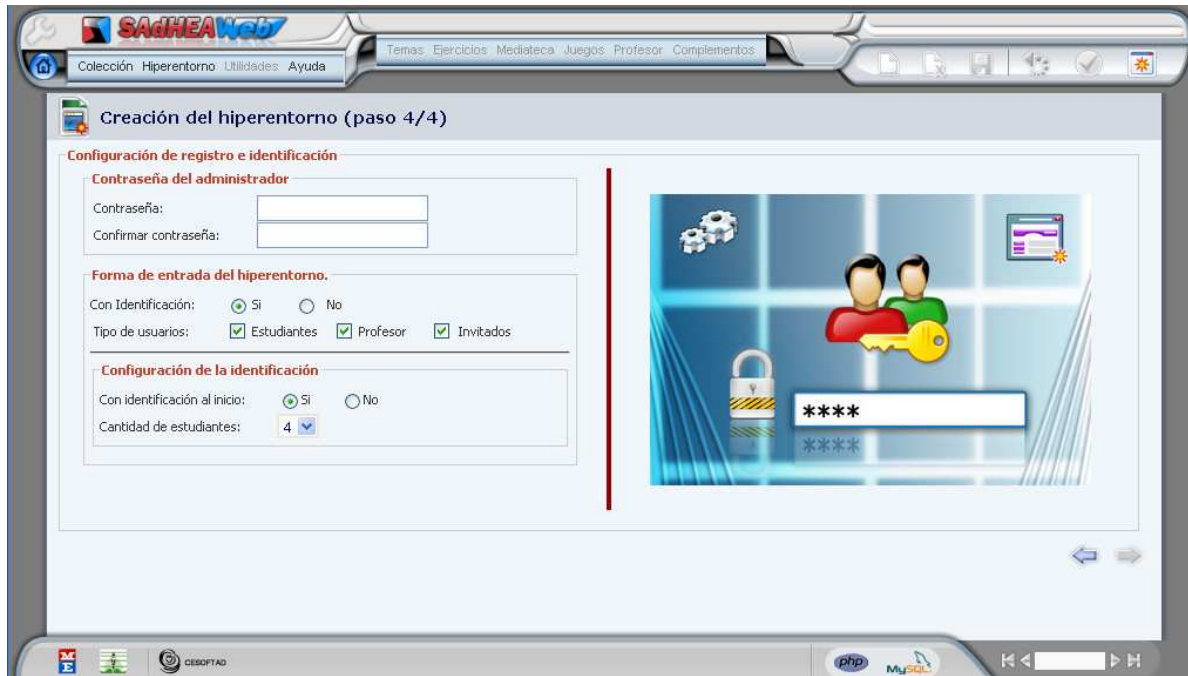 SAdHEAWeb
Colección Hiperentorno Utilidades Ayuda
Temas Ejercicios Mediateca Juegos Profesor Complementos
Creación del hiperentorno (paso 4/4)
Configuración de registro e identificación
Contraseña del administrador
Contraseña:
Confirmar contraseña:
Forma de entrada del hiperentorno.
Con Identificación: Si No
Tipo de usuarios: Estudiantes Profesor Invitados
Configuración de la identificación
Con identificación al inicio: Si No
Cantidad de estudiantes: 4
****
ME
CESOFTAD
php
MySQL